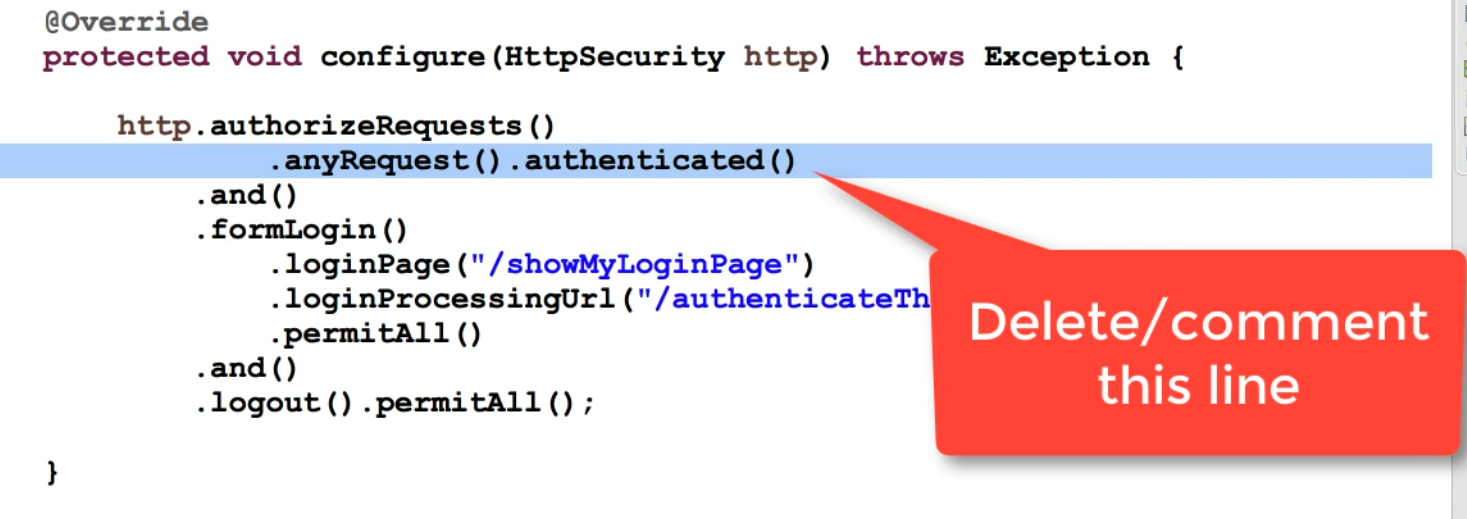 @Override
protected void configure(HttpSecurity http) throws Exception {
http.authorizeRequests()
.anyRequest().authenticated()
.and()
.formLogin()
.loginPage("/showMyLoginPage")
.loginProcessingUrl("/authenticateTh
.permitAll()
.and()
.logout().permitAll();
}
Delete/comment
this line